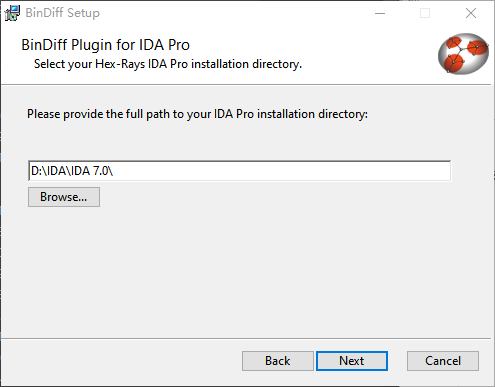 BinDiff Setup
BinDiff Plugin for IDA Pro
Select your Hex-Rays IDA Pro installation directory.
Please provide the full path to your IDA Pro installation directory:
D:\IDA\IDA 7.0\
Browse...
Back
Next
Cancel